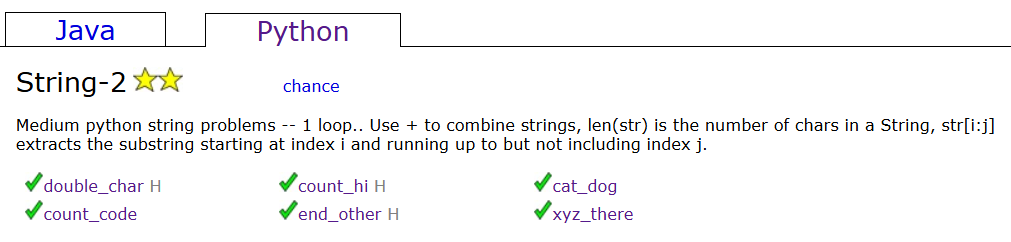 Java Python
String-2 chance
Medium python string problems -- 1 loop.. Use + to combine strings, len(str) is the number of chars in a String, str[i:j]
extracts the substring starting at index i and running up to but not including index j.
double_char H count_hi H cat_dog
count_code end_other H xyz_there